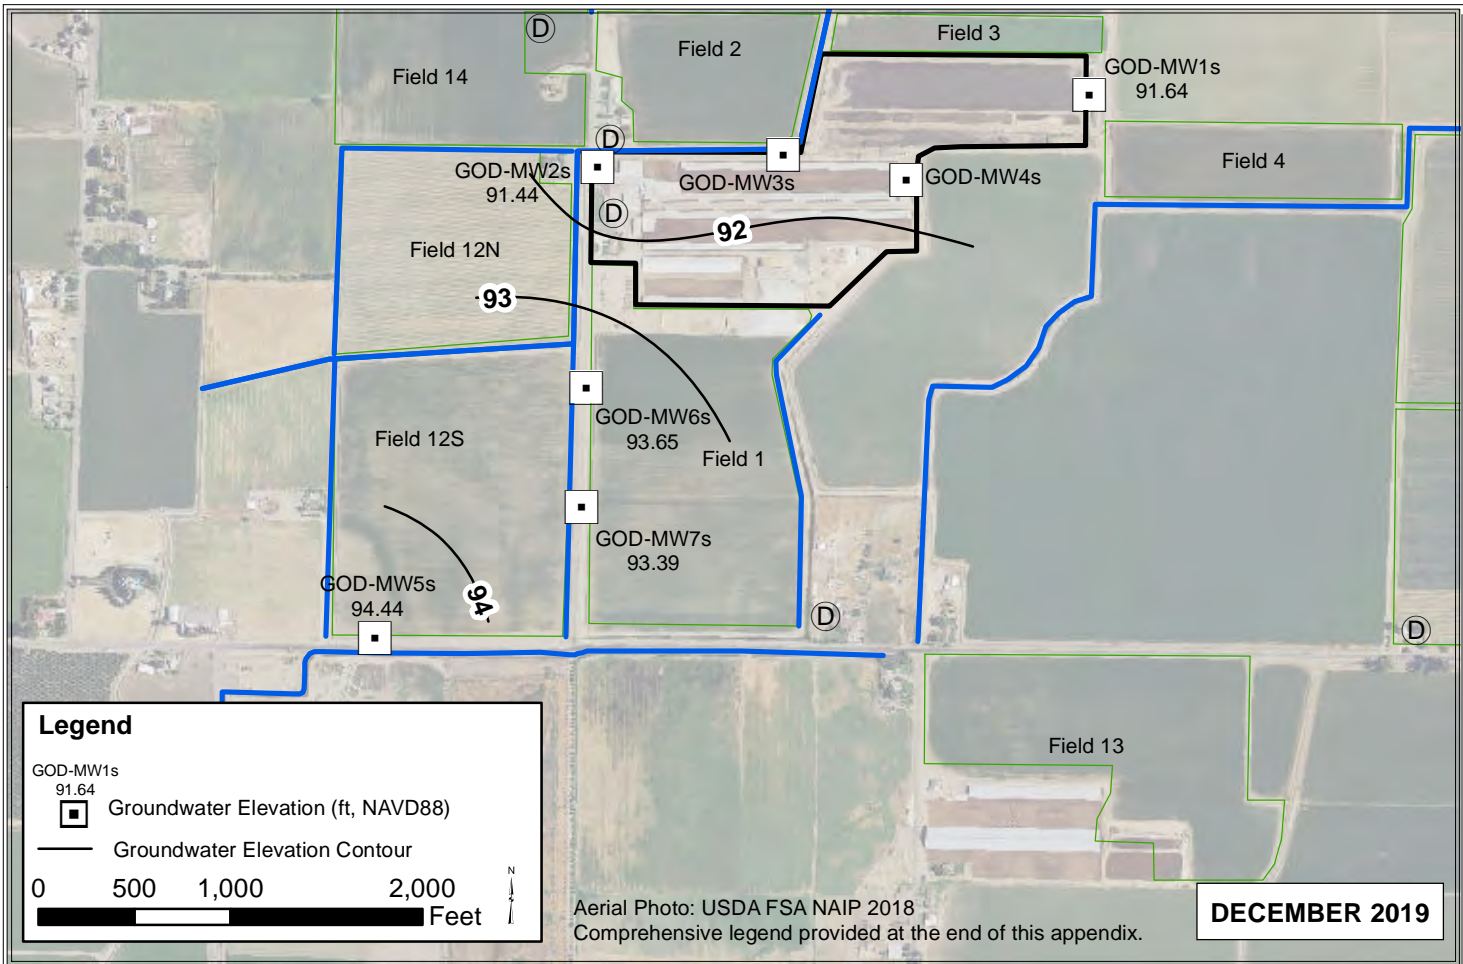 D
Field 2
Field 3
Field 14
GOD-MW1s
91.64
D
GOD-MW2s
91.44
GOD-MW3s
GOD-MW4s
Field 4
D
92
Field 12N
93
GOD-MW6s
93.65
Field 12S
Field 1
GOD-MW7s
93.39
GOD-MW5s
94.44
94
D
D
Field 13
Legend
GOD-MW1s
91.64
Groundwater Elevation (ft, NAVD88)
Groundwater Elevation Contour
0 500 1,000 2,000
Feet
N
Aerial Photo: USDA FSA NAIP 2018
Comprehensive legend provided at the end of this appendix.
DECEMBER 2019